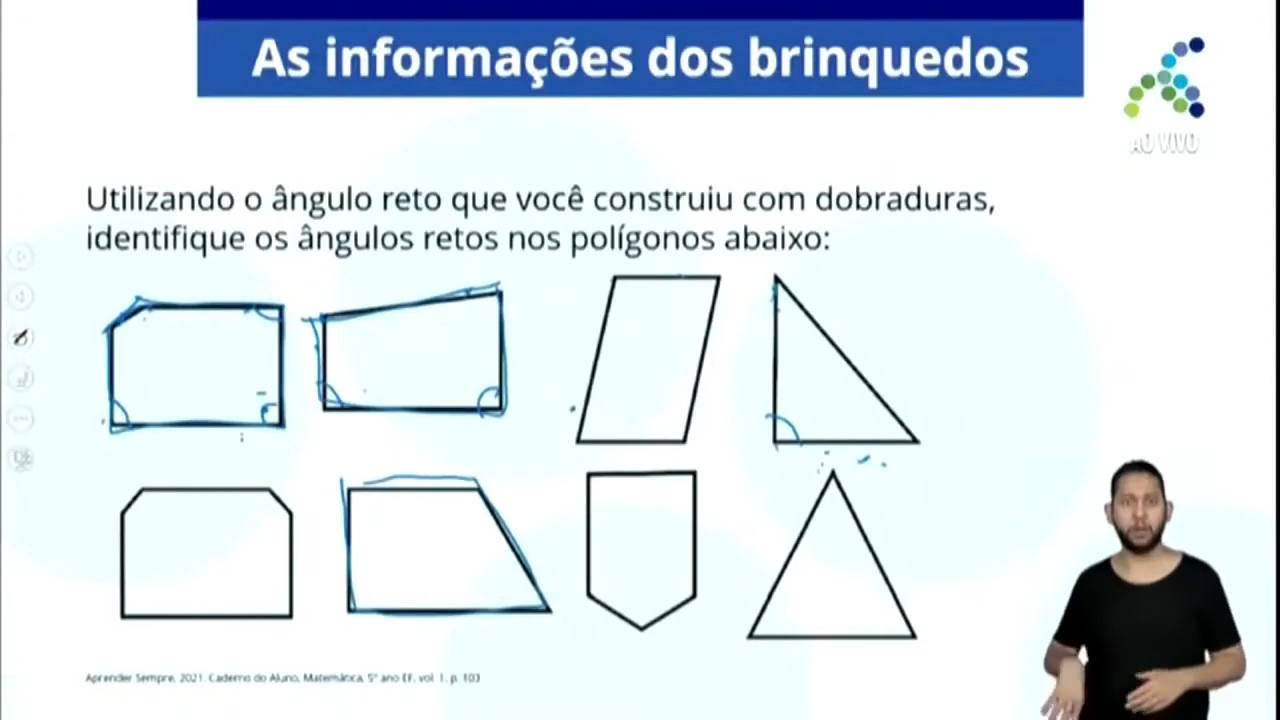 As informações dos brinquedos
AO VIVO
Utilizando o ângulo reto que você construiu com dobraduras,
identifique os ângulos retos nos polígonos abaixo:
Aprender Sempre, 2021. Caderno do Aluno, Matemática, 5º ano EF, vol. 1, p. 103